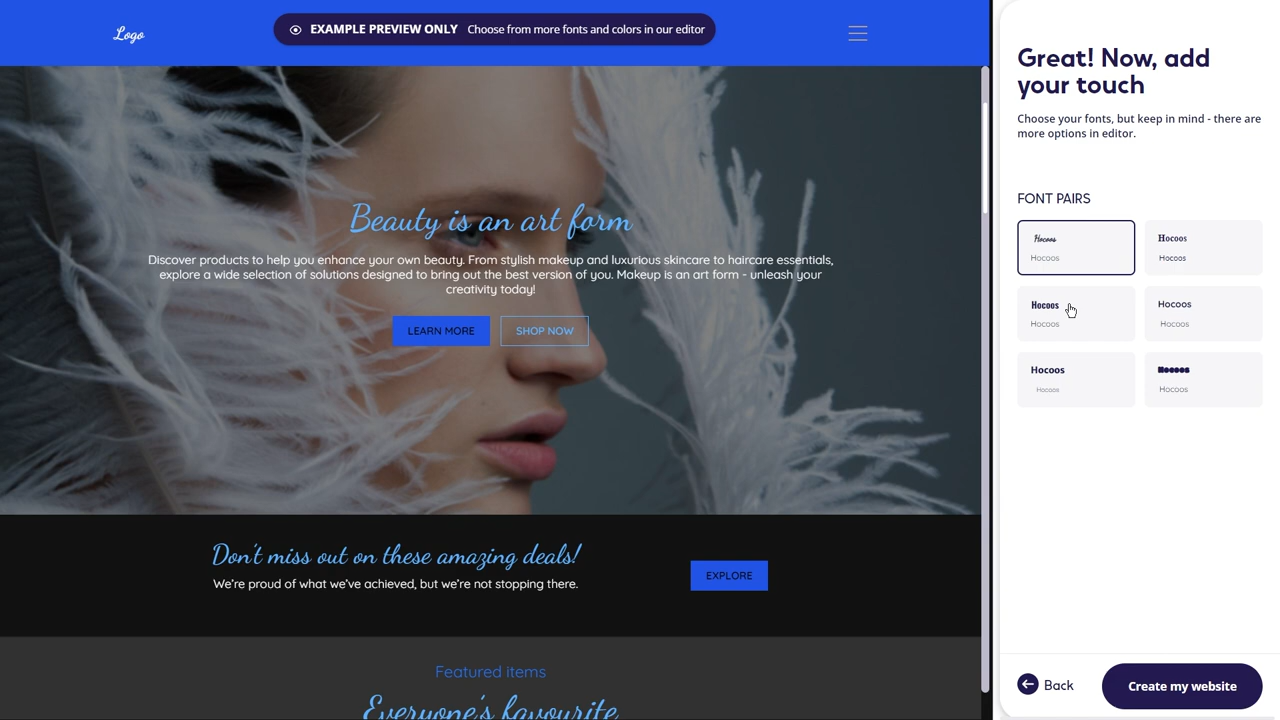 Logo
EXAMPLE PREVIEW ONLY Choose from more fonts and colors in our editor
Beauty is an art form
Discover products to help you enhance your own beauty. From stylish makeup and luxurious skincare to haircare essentials,
explore a wide selection of solutions designed to bring out the best version of you. Makeup is an art form - unleash your
creativity today!
LEARN MORE
SHOP NOW
Don't miss out on these amazing deals!
We're proud of what we've achieved, but we're not stopping there.
EXPLORE
Featured items
Everyone's favourite
Great! Now, add
your touch
Choose your fonts, but keep in mind - there are
more options in editor.
FONT PAIRS
Hocoos
Hocoos
Hocoos
Hocoos
Hocoos
Hocoos
Hocoos
Hocoos
Hocoos
Hocoos
Hocoos
Hocoos
Back
Create my website